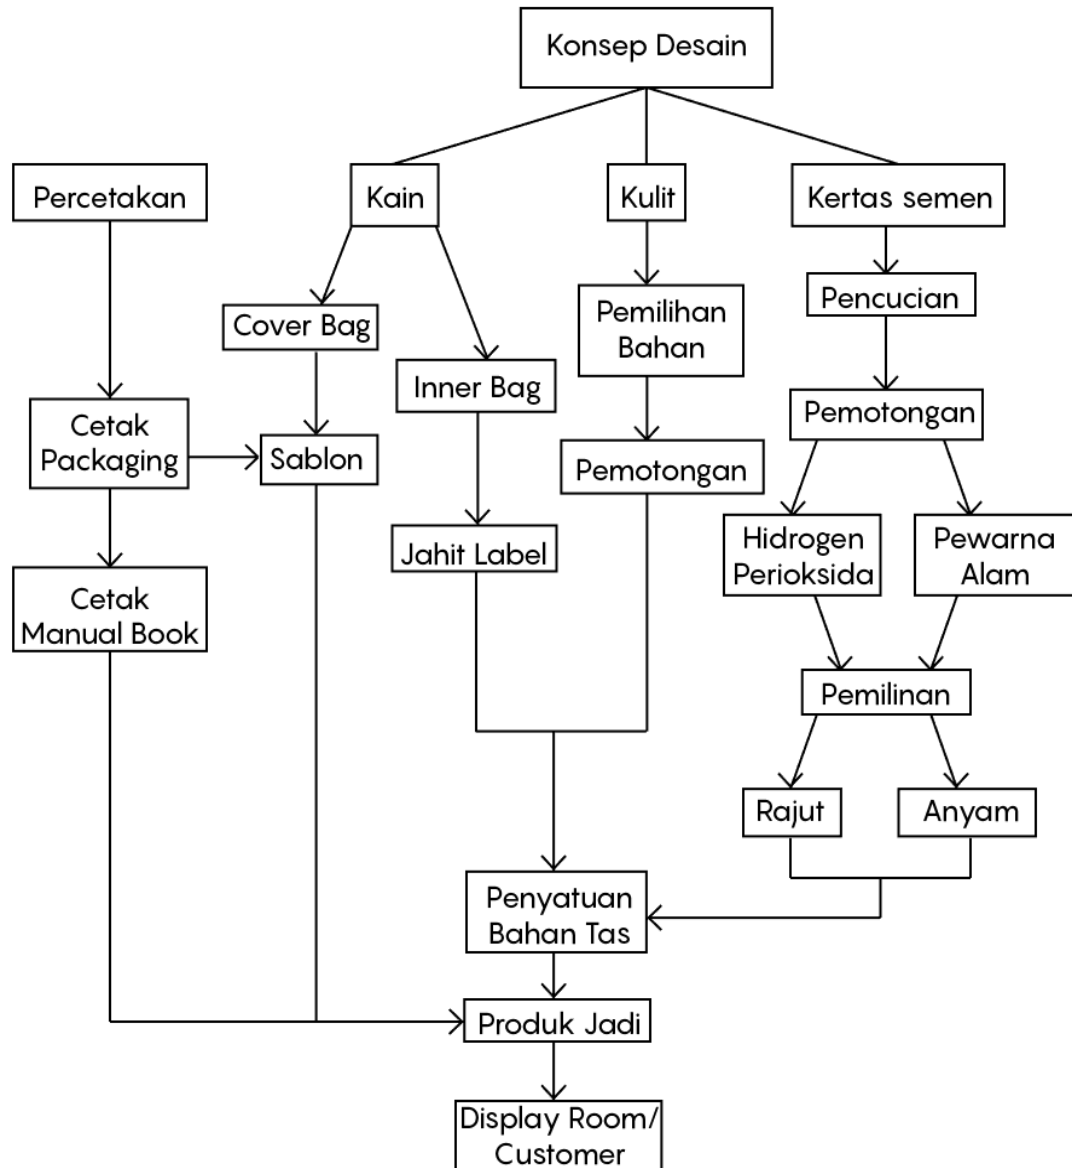 Konsep Desain
Percetakan
Kain
Kulit
Kertas semen
Cover Bag
Inner Bag
Pemilihan
Bahan
Pencucian
Cetak
Packaging
Sablon
Pemotongan
Pemotongan
Jahit Label
Hidrogen
Perioksida
Pewarna
Alam
Cetak
Manual Book
Pemilinan
Rajut
Anyam
Penyatuan
Bahan Tas
Produk Jadi
Display Room/
Customer